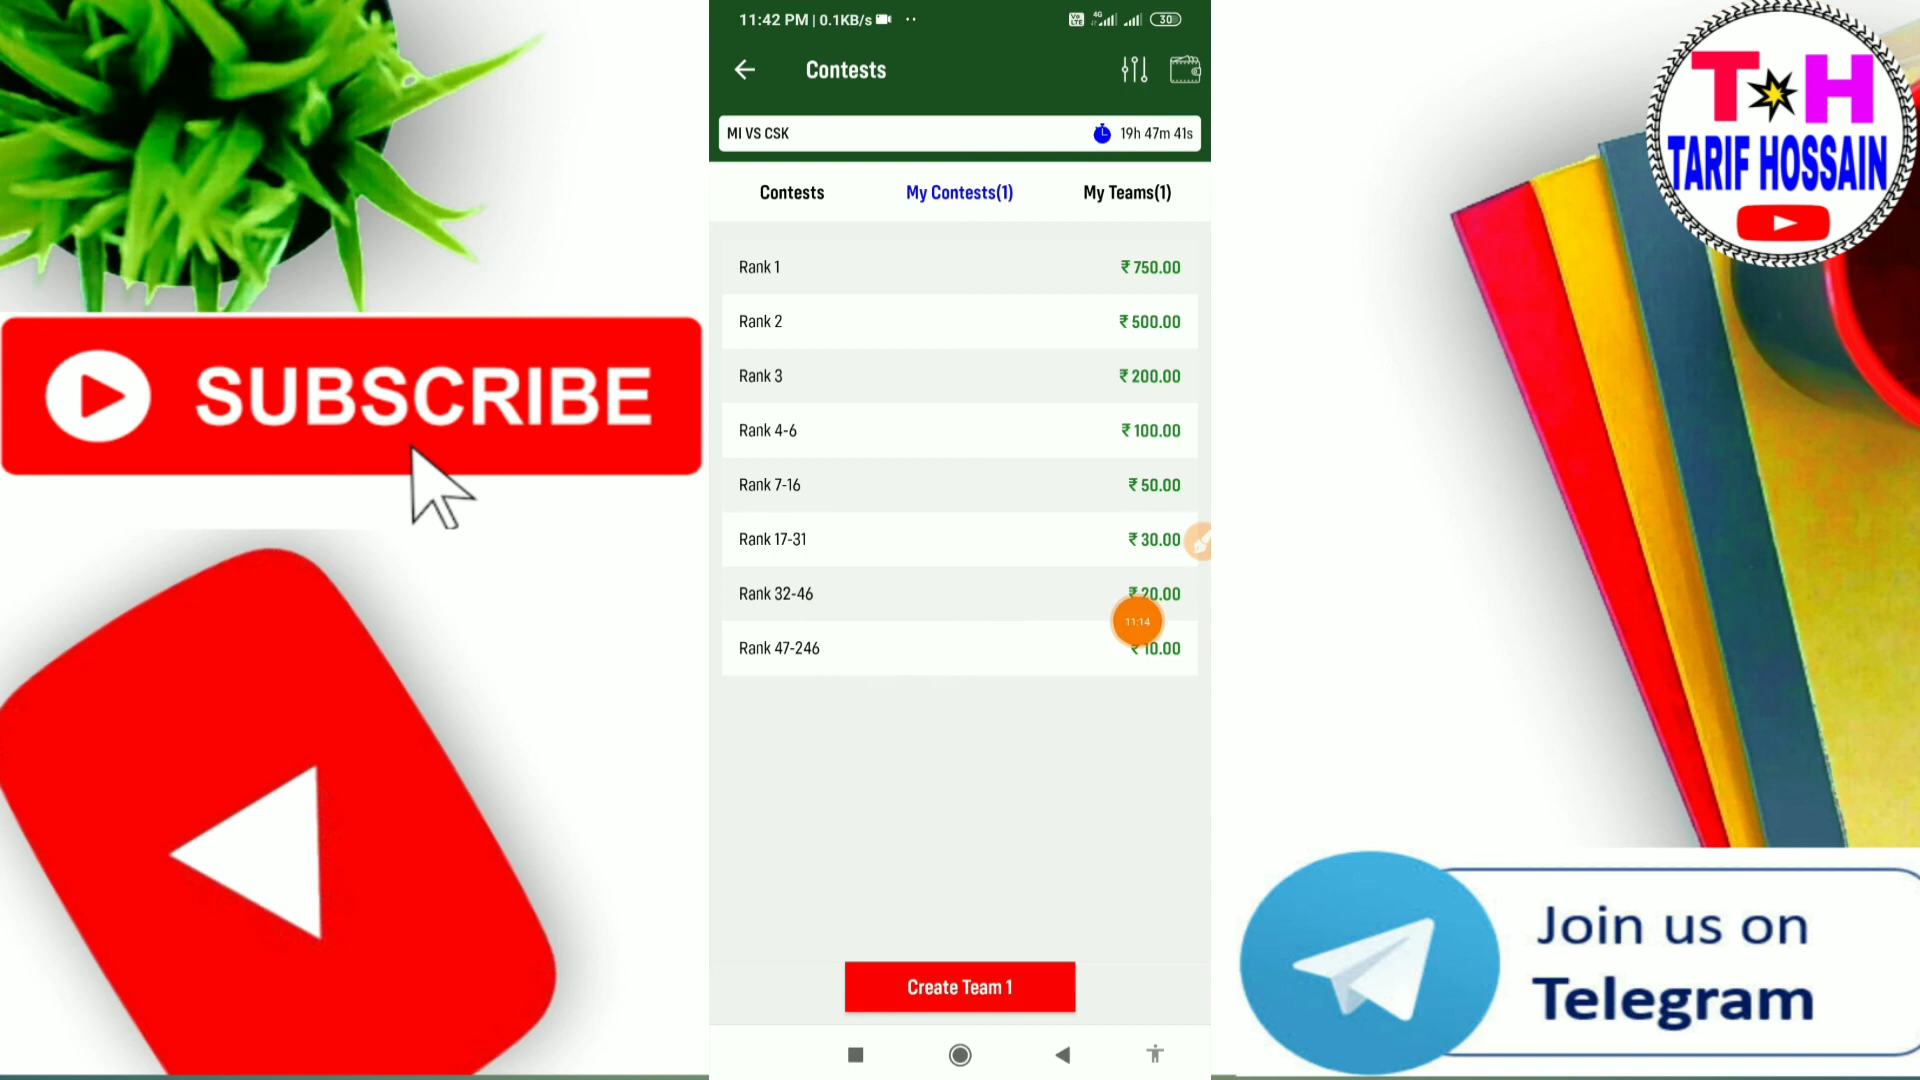 11:42 PM | 0.1KB/s
Vo LTE 4G 30
Contests
MI VS CSK 19h 47m 41s
Contests My Contests(1) My Teams(1)
Rank 1 ₹ 750.00
Rank 2 ₹ 500.00
Rank 3 ₹ 200.00
Rank 4-6 ₹ 100.00
Rank 7-16 ₹ 50.00
Rank 17-31 ₹ 30.00
Rank 32-46 ₹ 20.00
11:14
Rank 47-246 ₹ 10.00
Create Team 1
SUBSCRIBE
T H
TARIF HOSSAIN
Join us on
Telegram